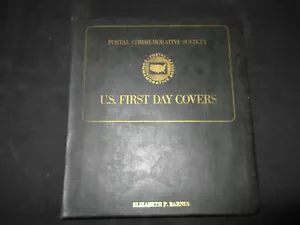 POSTAL COMMEMORATIVE SOCIETY
U.S. FIRST DAY COVERS
ELIZABETH P. BARNES